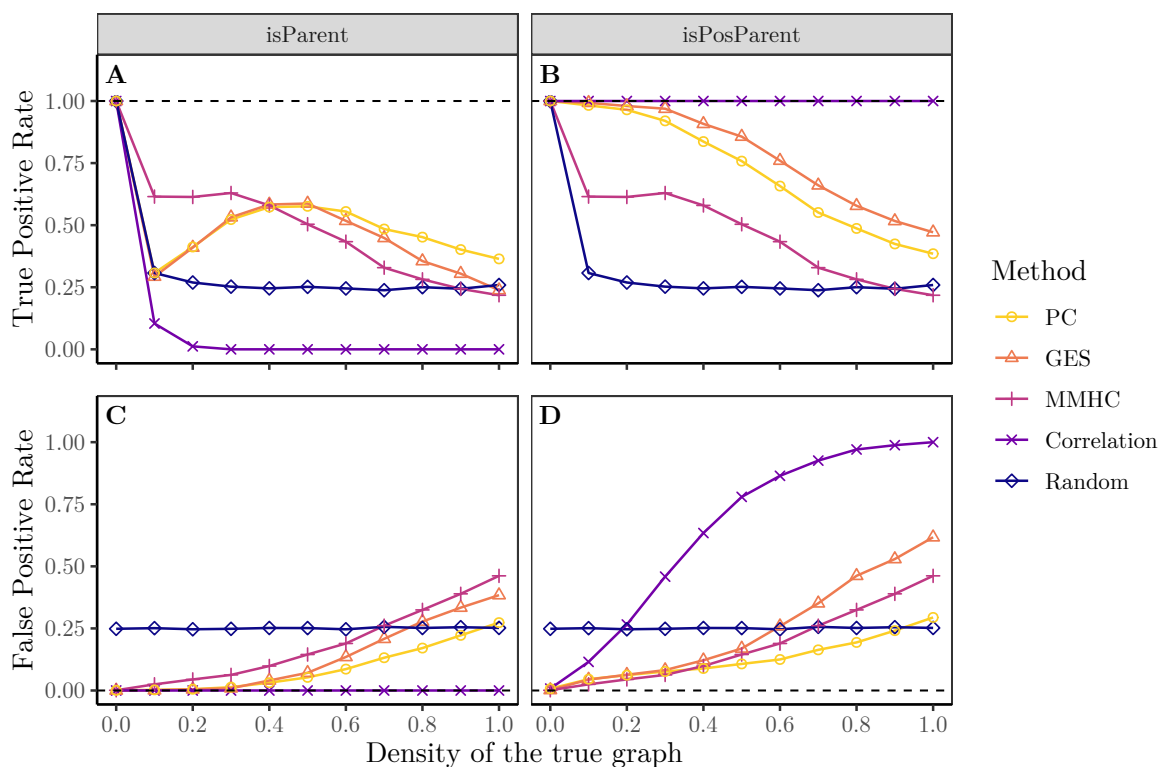 isParent isPosParent
A B
True Positive Rate
1.00
0.75
0.50
0.25
0.00
C D
False Positive Rate
1.00
0.75
0.50
0.25
0.00
0.0 0.2 0.4 0.6 0.8 1.0 0.0 0.2 0.4 0.6 0.8 1.0
Density of the true graph
Method
PC
GES
MMHC
Correlation
Random